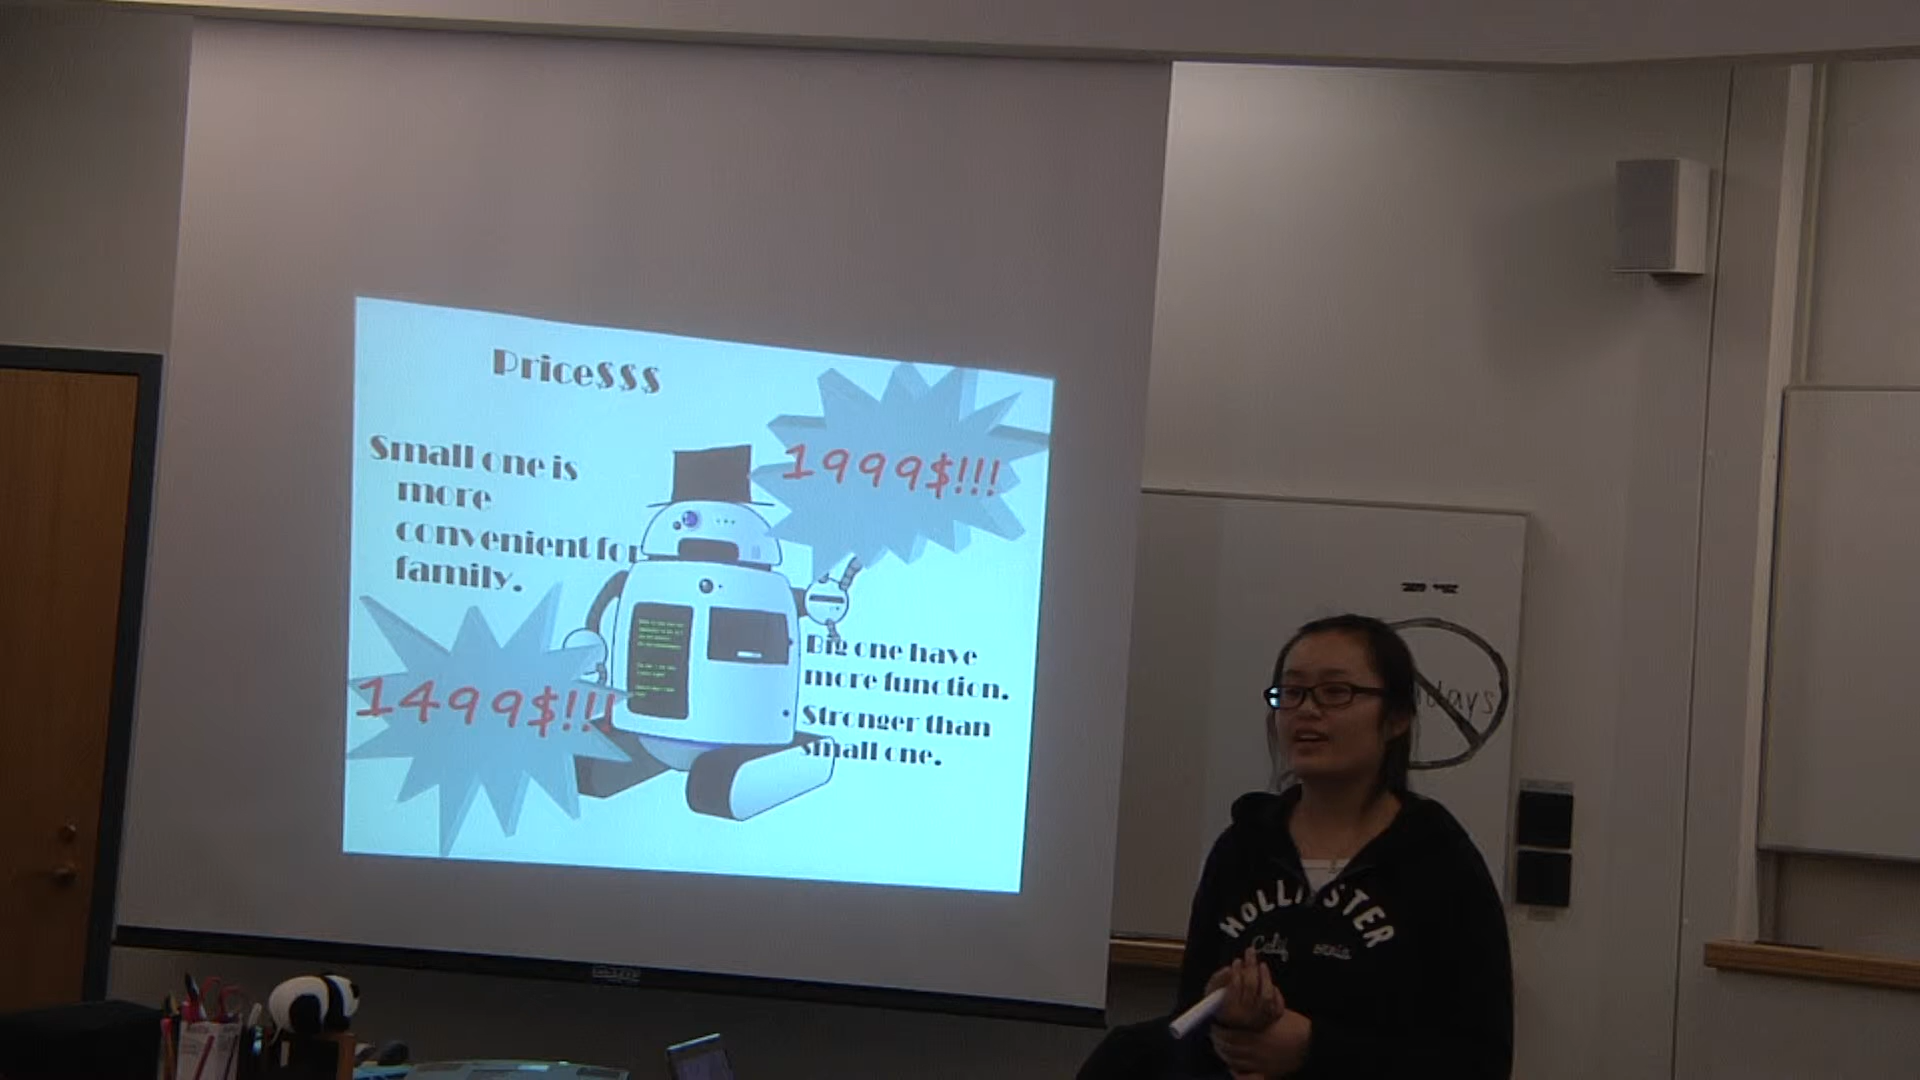 Price$$$
Small one is
more
convenient for
family.
1999$!!!
1499$!!!
Big one have
more function.
• Stronger than
small one.
HOLLISTER